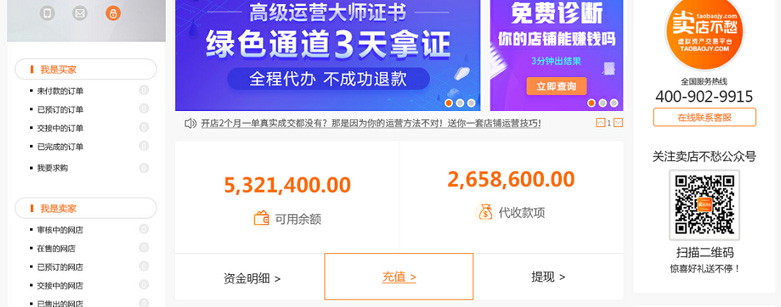 我是买家
未付款的订单
已预订的订单
交接中的订单
已完成的订单
我要求购
我是卖家
审核中的网店
在售的网店
已预订的网店
交接中的网店
已售出的网店
高级运营大师证书
绿色通道3天拿证
全程代办 不成功退款
免费诊断
你的店铺能赚钱吗
3分钟出结果
立即查询
开店2个月一单真实成交都没有?那是因为你的运营方法不对!送你一套店铺运营技巧!
1
5,321,400.00
可用余额
2,658,600.00
代收款项
资金明细 >
充值 >
提现 >
taobaojy.com
卖店不愁
虚拟资产交易平台
TAOBAOJY.COM
全国服务热线
400-902-9915
在线联系客服
关注卖店不愁公众号
扫描二维码
惊喜好礼送不停!